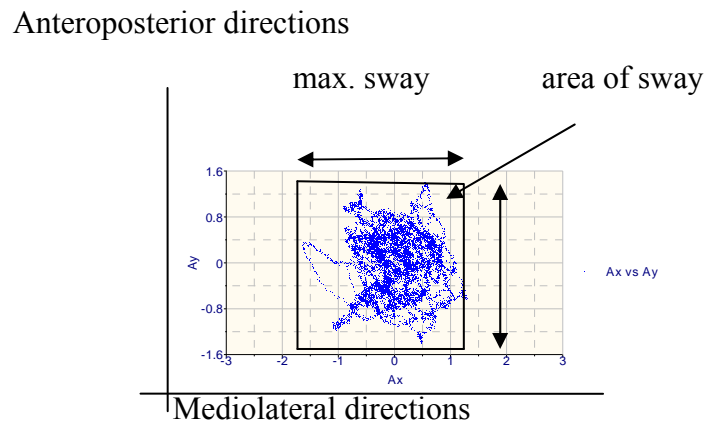 Anteroposterior directions
max. sway
area of sway
1.6
0.8
0
-0.8
-1.6
Ay
-3 -2 -1 0 1 2 3
Ax
Ax vs Ay
Mediolateral directions